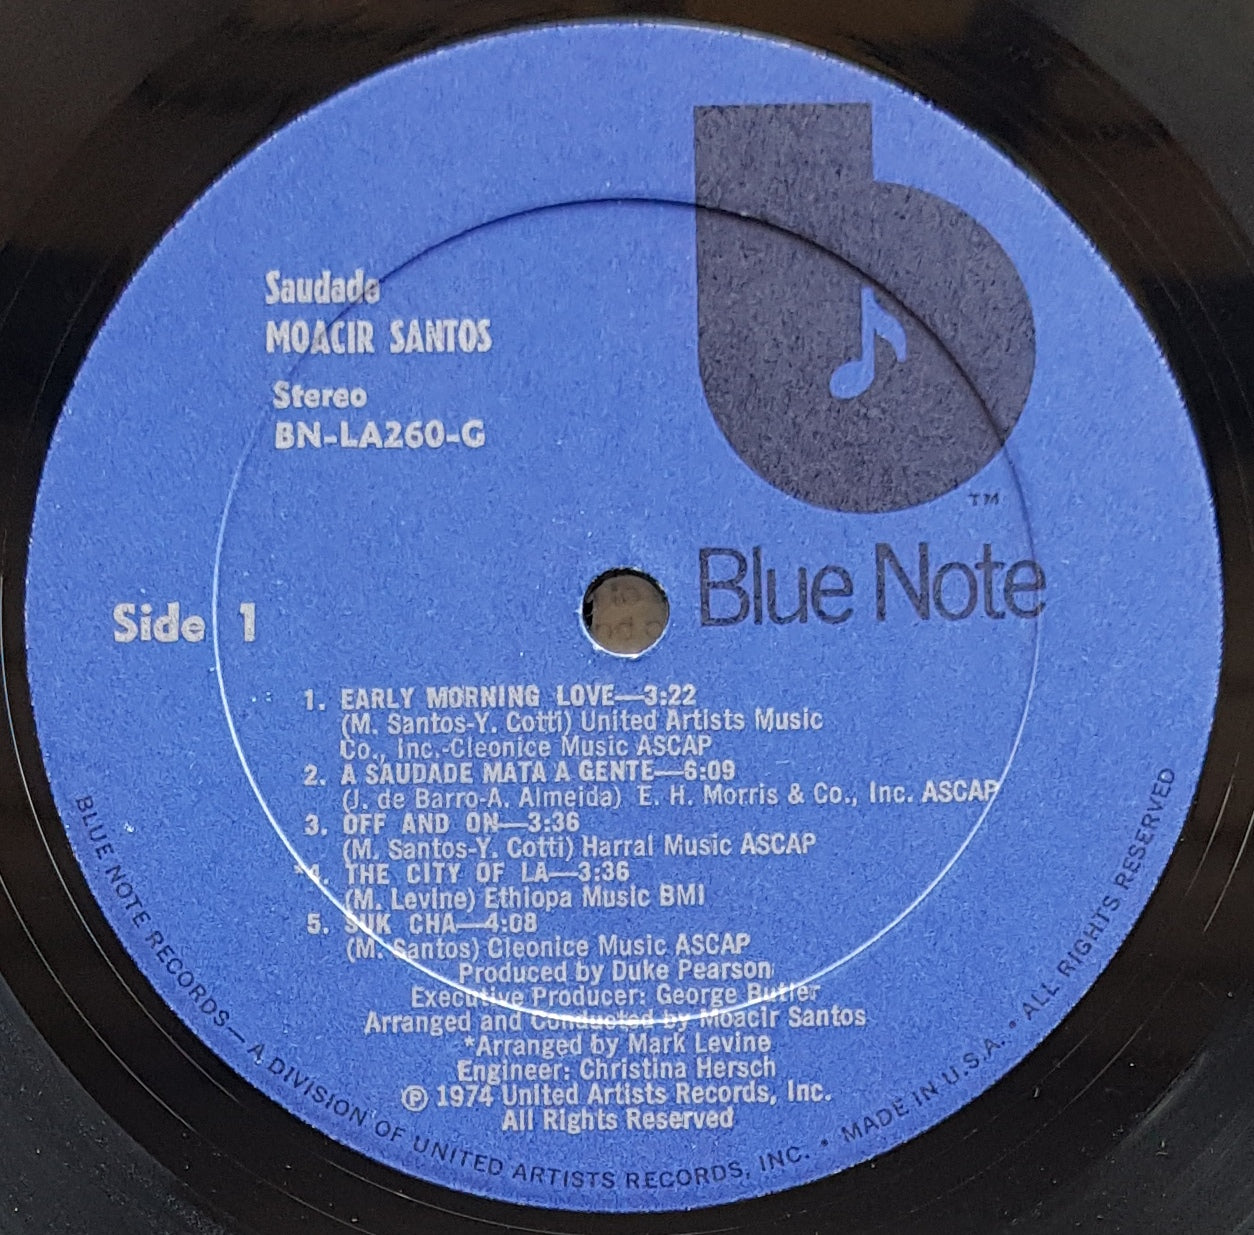 Saudade
MOACIR SANTOS
Stereo
BN-LA260-G
TM
Blue Note
Side 1
1. EARLY MORNING LOVE—3:22
(M. Santos-Y. Cotti) United Artists Music
Co., Inc.-Cleonice Music ASCAP
2. A SAUDADE MATA A GENTE—6:09
(J. de Barro-A. Almeida) E. H. Morris & Co., Inc. ASCAP
3. OFF AND ON—3:36
(M. Santos-Y. Cotti) Harral Music ASCAP
*4. THE CITY OF LA—3:36
(M. Levine) Ethiopa Music BMI
5. SUK CHA—4:08
(M. Santos) Cleonice Music ASCAP
Produced by Duke Pearson
Executive Producer: George Butler
Arranged and Conducted by Moacir Santos
*Arranged by Mark Levine
Engineer: Christina Hersch
℗ 1974 United Artists Records, Inc.
All Rights Reserved
BLUE NOTE RECORDS—A DIVISION OF UNITED ARTISTS RECORDS, INC. • MADE IN U.S.A. • ALL RIGHTS RESERVED